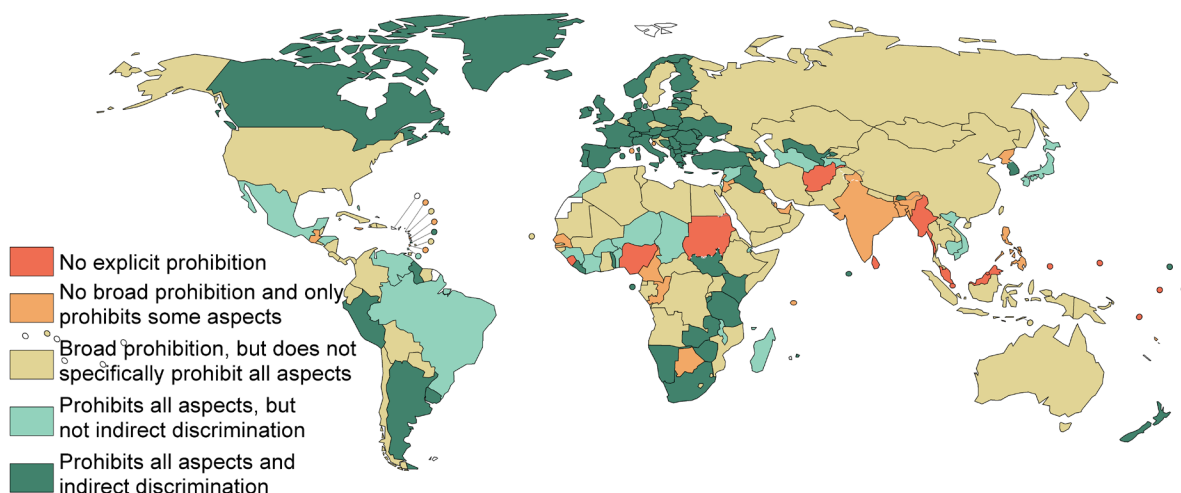 No explicit prohibition
No broad prohibition and only
prohibits some aspects
Broad prohibition, but does not
specifically prohibit all aspects
Prohibits all aspects, but
not indirect discrimination
Prohibits all aspects and
indirect discrimination